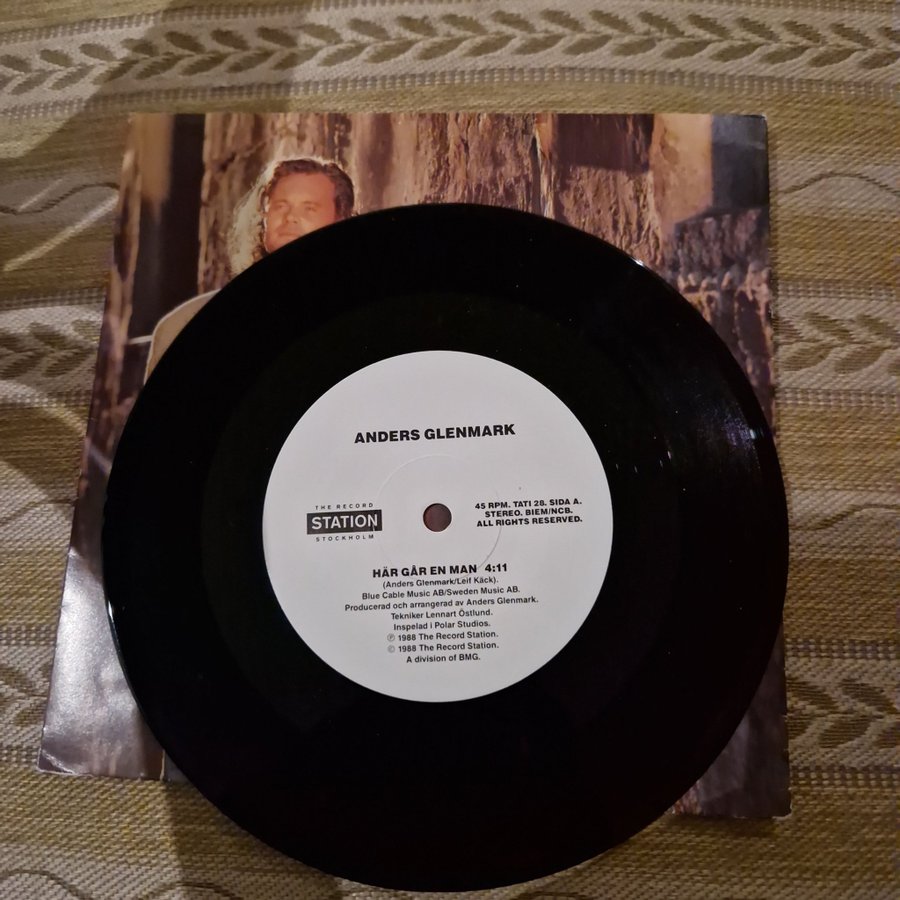 ANDERS GLENMARK
THE RECORD
STATION
STOCKHOLM
45 RPM. TATI 28. SIDA A.
STEREO. BIEM/NCB.
ALL RIGHTS RESERVED.
HÄR GÅR EN MAN 4:11
(Anders Glenmark/Leif Käck).
Blue Cable Music AB/Sweden Music AB.
Producerad och arrangerad av Anders Glenmark.
Tekniker Lennart Östlund.
Inspelad i Polar Studios.
℗ 1988 The Record Station.
© 1988 The Record Station.
A division of BMG.